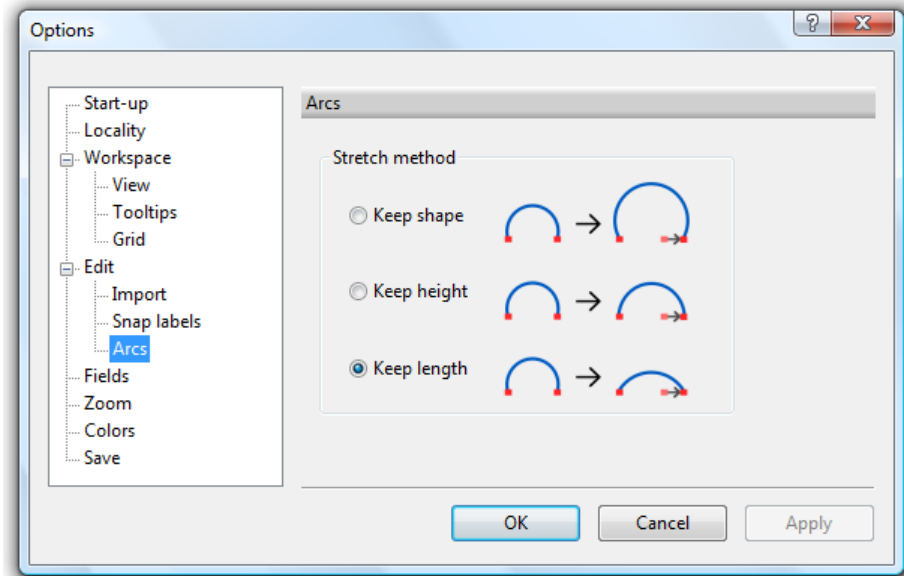 Options
Start-up
Locality
Workspace
View
Tooltips
Grid
Edit
Import
Snap labels
Arcs
Fields
Zoom
Colors
Save
Arcs
Stretch method
Keep shape
Keep height
Keep length
OK Cancel Apply